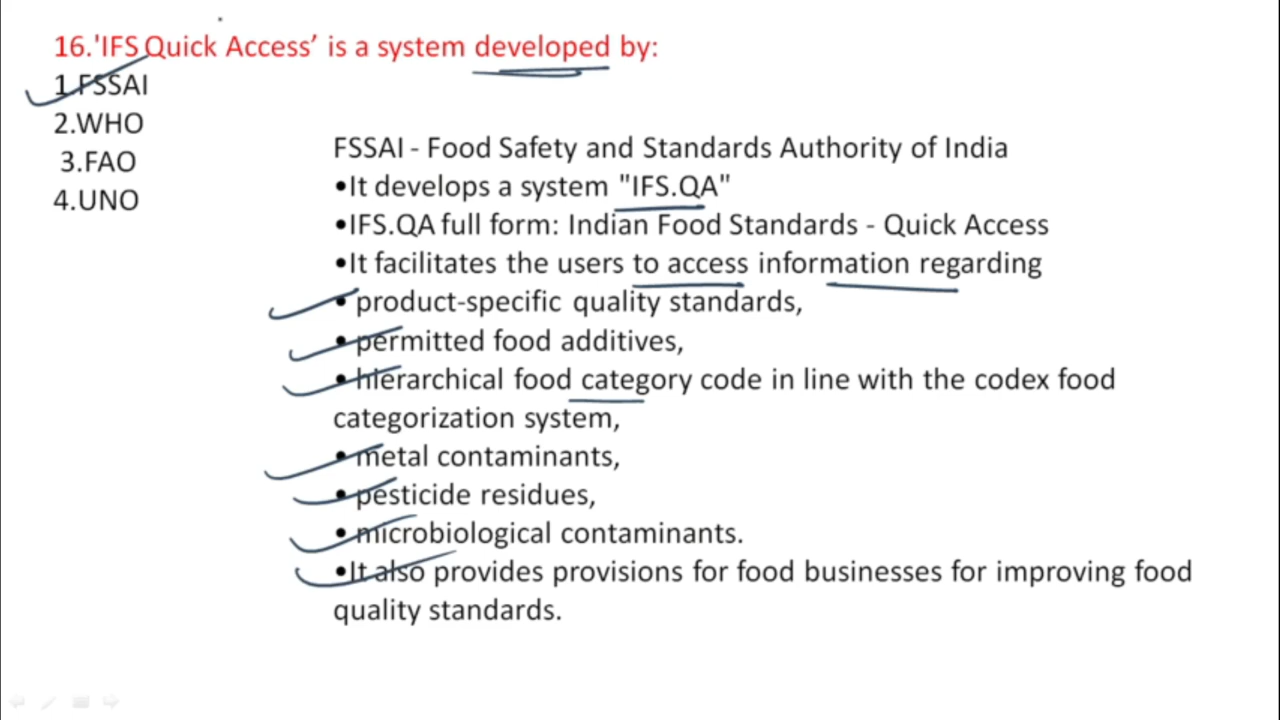 16.'IFS Quick Access’ is a system developed by:
1.FSSAI
2.WHO
3.FAO
4.UNO
FSSAI - Food Safety and Standards Authority of India
•It develops a system "IFS.QA"
•IFS.QA full form: Indian Food Standards - Quick Access
•It facilitates the users to access information regarding
• product-specific quality standards,
• permitted food additives,
• hierarchical food category code in line with the codex food
categorization system,
• metal contaminants,
• pesticide residues,
• microbiological contaminants.
•It also provides provisions for food businesses for improving food
quality standards.